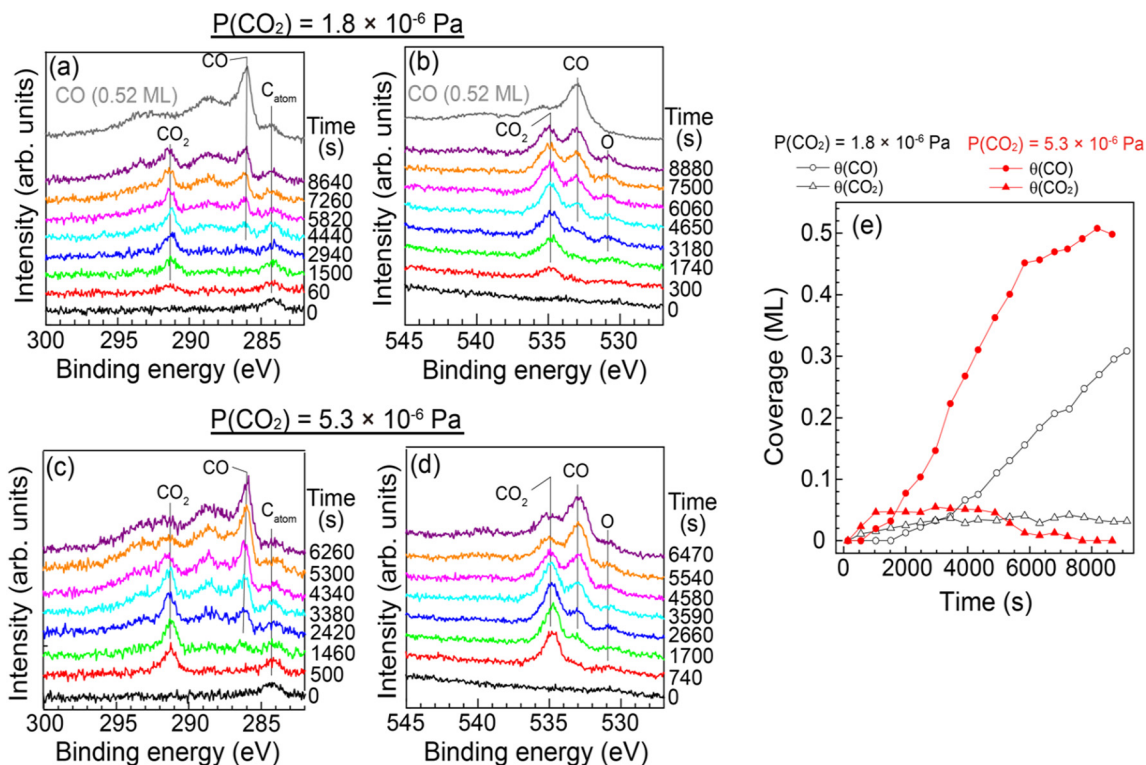 P(CO₂) = 1.8 × 10⁻⁶ Pa
(a)
CO
CO (0.52 ML)
C_atom
CO₂
Time
(s)
8640
7260
5820
4440
2940
1500
60
0
Intensity (arb. units)
300 295 290 285
Binding energy (eV)
(b)
CO
CO (0.52 ML)
CO₂
O
Time
(s)
8880
7500
6060
4650
3180
1740
300
0
Intensity (arb. units)
545 540 535 530
Binding energy (eV)
P(CO₂) = 5.3 × 10⁻⁶ Pa
(c)
CO
CO₂
C_atom
Time
(s)
6260
5300
4340
3380
2420
1460
500
0
Intensity (arb. units)
300 295 290 285
Binding energy (eV)
(d)
CO
CO₂
O
Time
(s)
6470
5540
4580
3590
2660
1700
740
0
Intensity (arb. units)
545 540 535 530
Binding energy (eV)
P(CO₂) = 1.8 × 10⁻⁶ Pa P(CO₂) = 5.3 × 10⁻⁶ Pa
θ(CO) θ(CO)
θ(CO₂) θ(CO₂)
(e)
0.5
0.4
0.3
0.2
0.1
0
Coverage (ML)
0 2000 4000 6000 8000
Time (s)